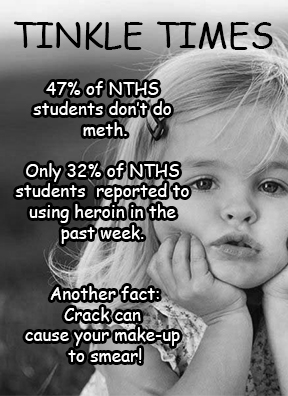 TINKLE TIMES
47% of NTHS
students don't do
meth.
Only 32% of NTHS
students reported to
using heroin in the
past week.
Another fact:
Crack can
cause your make-up
to smear!